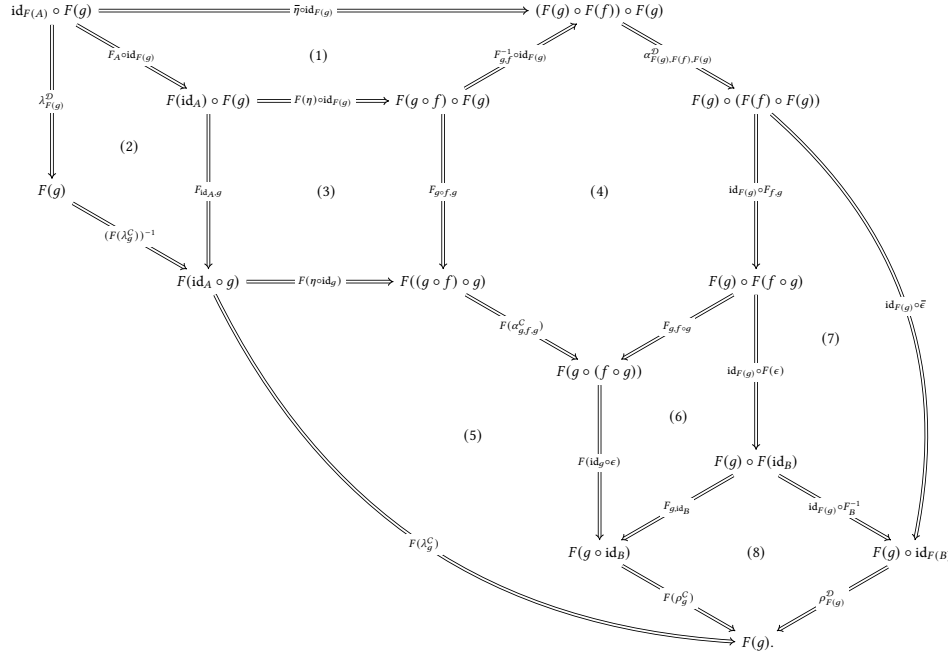 id_{F(A)} ∘ F(g) η̄∘id_{F(g)} (F(g) ∘ F(f)) ∘ F(g)
F_A∘id_{F(g)} (1) F_{g,f}^{-1}∘id_{F(g)} α^𝒟_{F(g),F(f),F(g)}
λ^𝒟_{F(g)} F(id_A) ∘ F(g) F(η)∘id_{F(g)} F(g ∘ f) ∘ F(g) F(g) ∘ (F(f) ∘ F(g))
(2)
F(g) F_{id_A,g} (3) F_{g∘f,g} (4) id_{F(g)}∘F_{f,g}
(F(λ^C_g))^{-1}
F(id_A ∘ g) F(η∘id_g) F((g ∘ f) ∘ g) F(g) ∘ F(f ∘ g)
id_{F(g)}∘ε̄
F(α^C_{g,f,g}) F_{g,f∘g}
(7)
F(g ∘ (f ∘ g)) id_{F(g)}∘F(ϵ)
(6)
(5)
F(id_g∘ϵ) F(g) ∘ F(id_B)
F_{g,id_B} id_{F(g)}∘F_B^{-1}
F(λ^C_g)
F(g ∘ id_B) (8) F(g) ∘ id_{F(B)}
F(ρ^C_g) ρ^𝒟_{F(g)}
F(g).